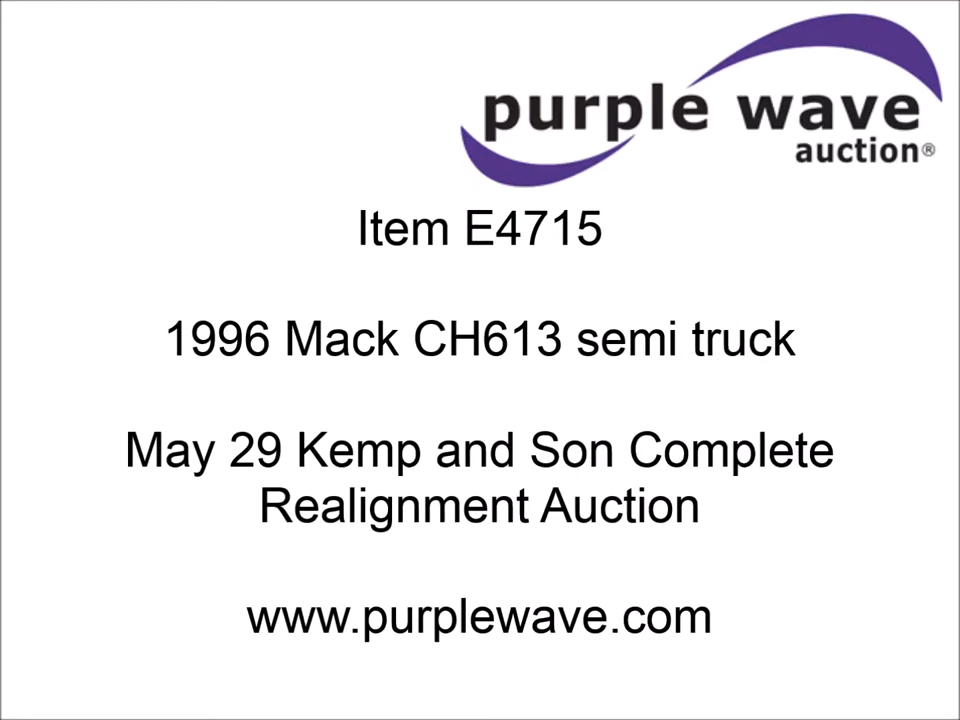 purple wave
auction®
Item E4715
1996 Mack CH613 semi truck
May 29 Kemp and Son Complete
Realignment Auction
www.purplewave.com